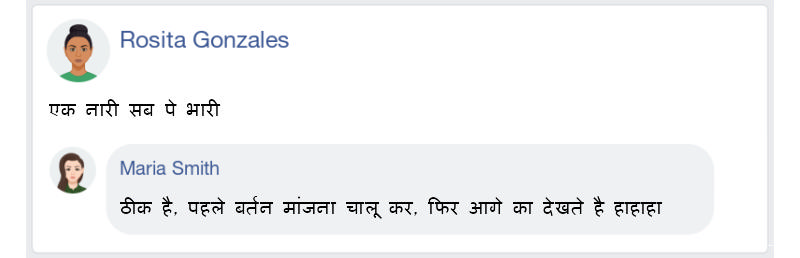 Rosita Gonzales
एक नारी सब पे भारी
Maria Smith
ठीक है, पहले बर्तन मांजना चालू कर, फिर आगे का देखते है हाहाहा